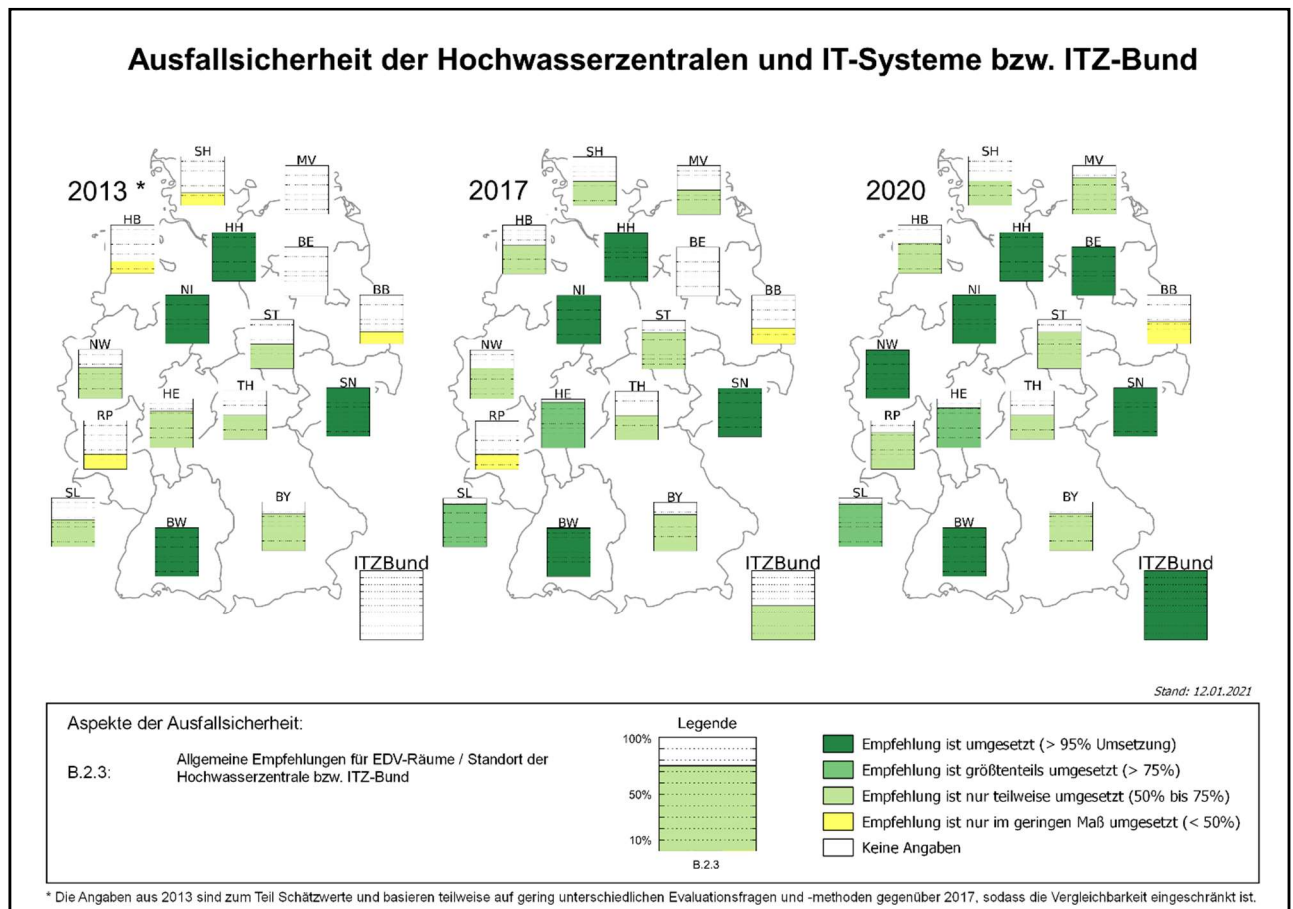 Ausfallsicherheit der Hochwasserzentralen und IT-Systeme bzw. ITZ-Bund
2013 *
SH
MV
HB
HH
BE
NI
BB
ST
NW
HE
TH
SN
RP
SL
BY
BW
ITZBund
2017
SH
MV
HB
HH
BE
NI
BB
ST
NW
HE
TH
SN
RP
SL
BY
BW
ITZBund
2020
SH
MV
HB
HH
BE
NI
BB
ST
NW
HE
TH
SN
RP
SL
BY
BW
ITZBund
Stand: 12.01.2021
Aspekte der Ausfallsicherheit:
B.2.3:
Allgemeine Empfehlungen für EDV-Räume / Standort der
Hochwasserzentrale bzw. ITZ-Bund
Legende
100%
50%
10%
B.2.3
Empfehlung ist umgesetzt (> 95% Umsetzung)
Empfehlung ist größtenteils umgesetzt (> 75%)
Empfehlung ist nur teilweise umgesetzt (50% bis 75%)
Empfehlung ist nur im geringen Maß umgesetzt (< 50%)
Keine Angaben
* Die Angaben aus 2013 sind zum Teil Schätzwerte und basieren teilweise auf gering unterschiedlichen Evaluationsfragen und -methoden gegenüber 2017, sodass die Vergleichbarkeit eingeschränkt ist.